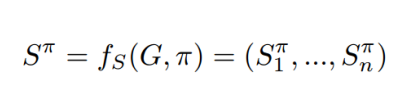 S^π = f_S(G, π) = (S_1^π, ..., S_n^π)